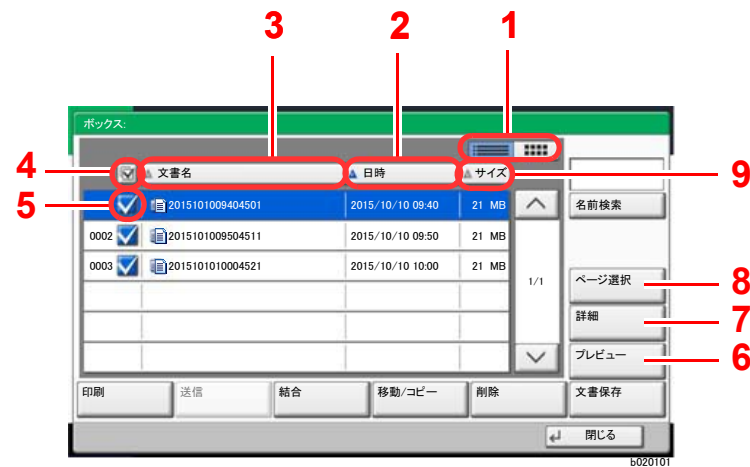 3 2 1
ボックス:
4 文書名 日時 サイズ 9
5 2015101009404501 2015/10/10 09:40 21 MB 名前検索
0002 2015101009504511 2015/10/10 09:50 21 MB
0003 2015101010004521 2015/10/10 10:00 21 MB
1/1 ページ選択 8
詳細 7
プレビュー 6
印刷 送信 結合 移動/コピー 削除 文書保存
閉じる
b020101